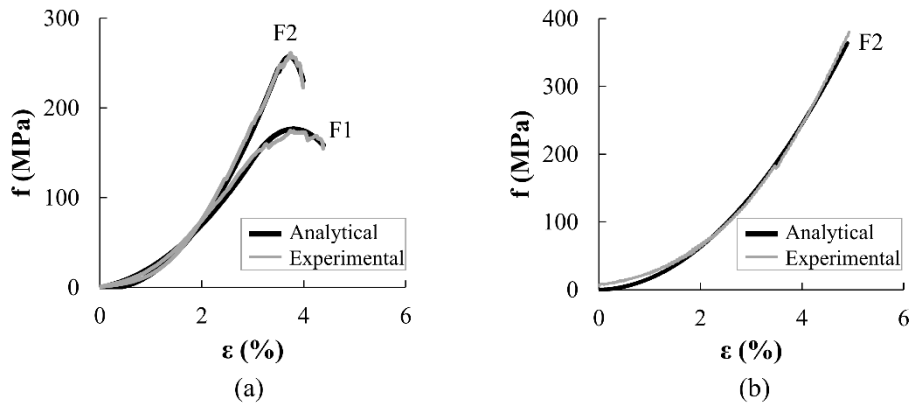 300
F2
200
F1
f (MPa)
100
Analytical
Experimental
0
0 2 4 6
ε (%)
(a)
400
F2
300
f (MPa)
200
100
Analytical
Experimental
0
0 2 4 6
ε (%)
(b)